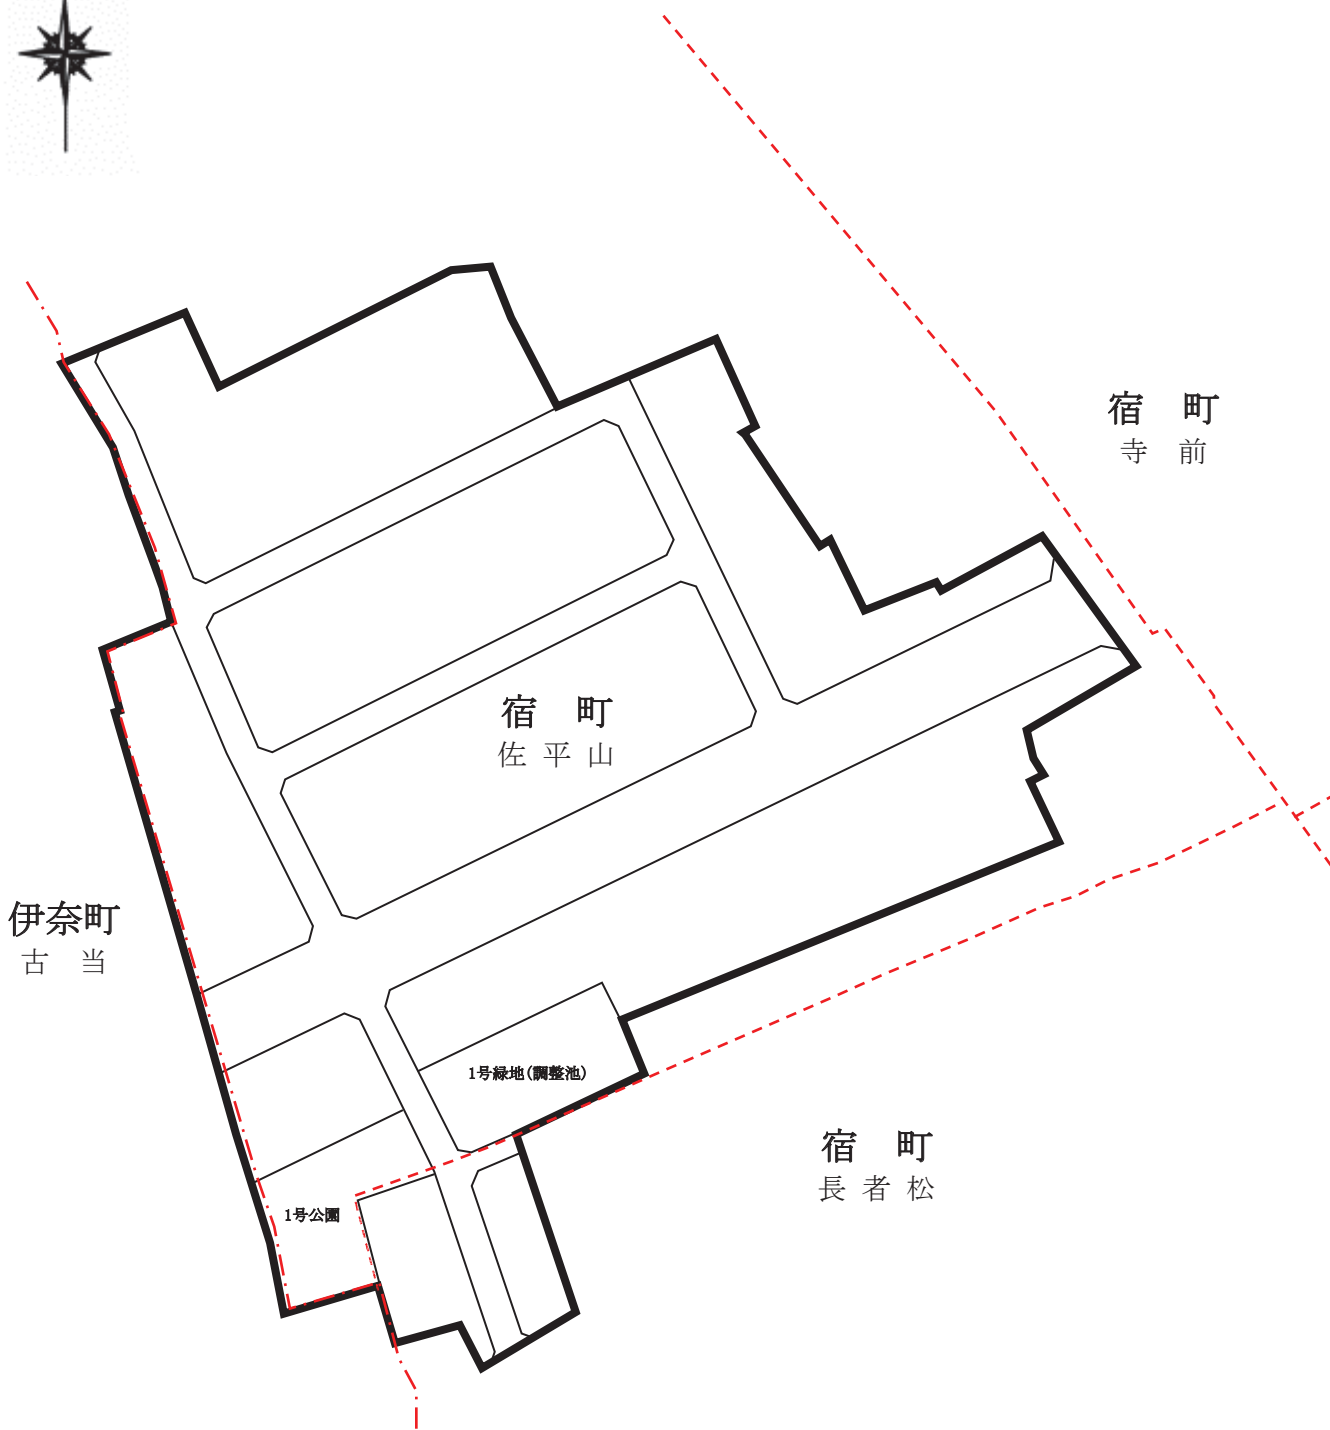 宿 町
寺 前
宿 町
佐 平 山
伊奈町
古 当
1号緑地(調整池)
宿 町
長 者 松
1号公園